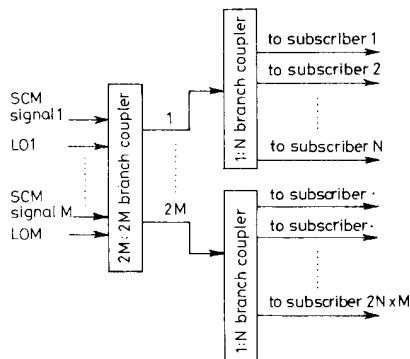 SCM
signal 1
LO1
SCM
signal M
LOM
2M : 2M branch coupler
1
2M
1:N branch coupler
to subscriber 1
to subscriber 2
to subscriber N
1:N branch coupler
to subscriber .
to subscriber .
to subscriber 2N x M